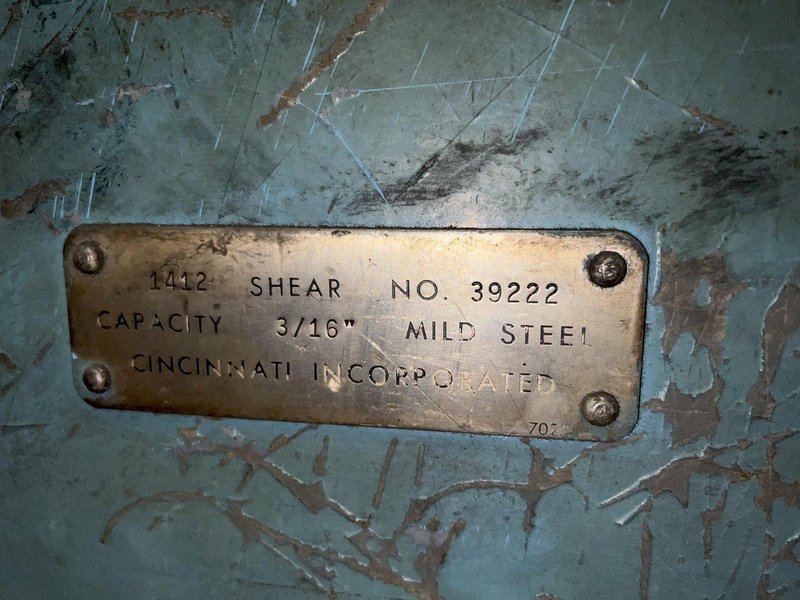 1412 SHEAR NO. 39222
CAPACITY 3/16" MILD STEEL
CINCINNATI INCORPORATED